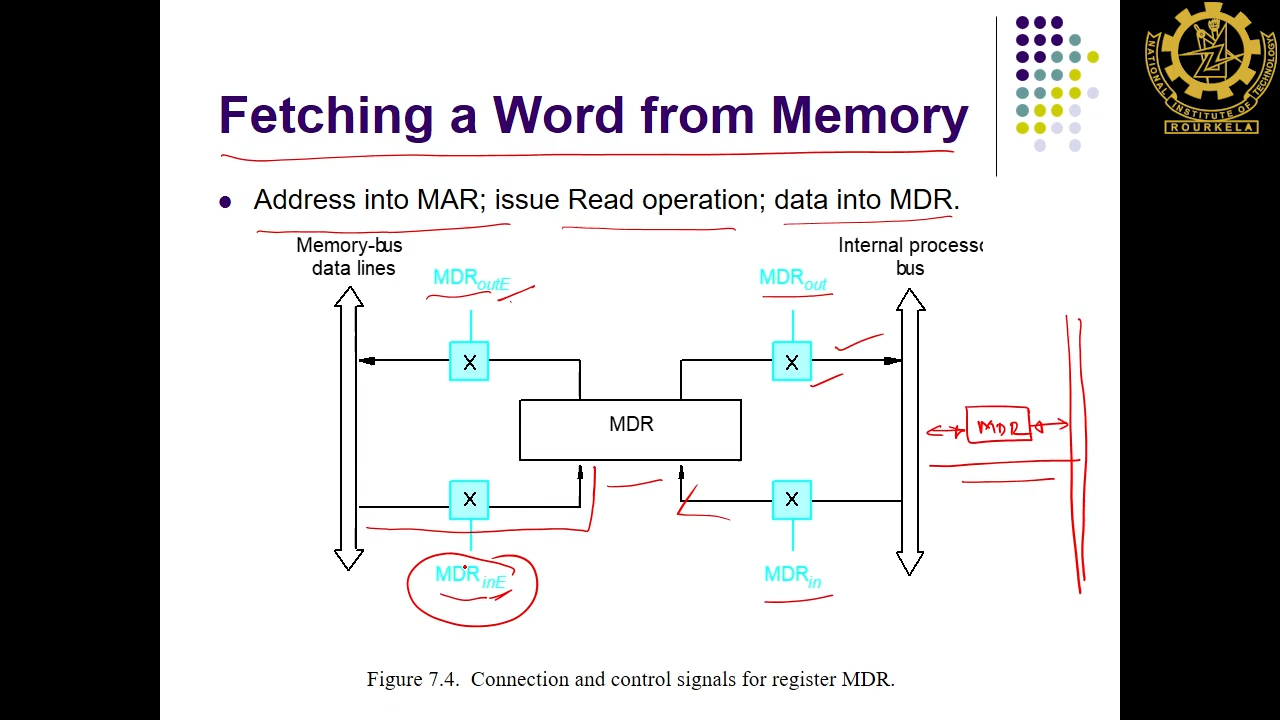 Fetching a Word from Memory
Address into MAR; issue Read operation; data into MDR.
Memory-bus
data lines
Internal processo
bus
MDRoutE
MDRout
X
X
MDR
MDR
X
X
MDRinE
MDRin
Figure 7.4. Connection and control signals for register MDR.
NATIONAL INSTITUTE OF TECHNOLOGY
ROURKELA